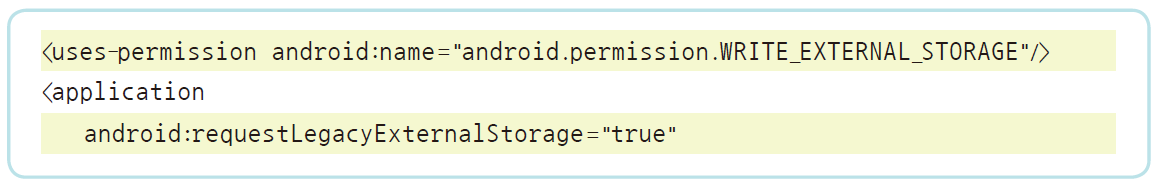 <uses-permission android:name="android.permission.WRITE_EXTERNAL_STORAGE"/>
<application
android:requestLegacyExternalStorage="true"